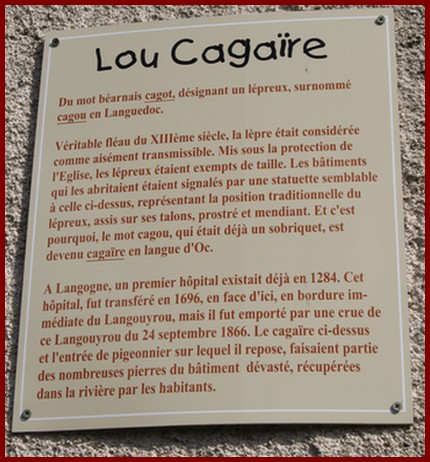 Lou Cagaïre
Du mot béarnais cagot, désignant un lépreux, surnommé
cagou en Languedoc.
Véritable fléau du XIIIème siècle, la lèpre était considérée
comme aisément transmissible. Mis sous la protection de
l'Eglise, les lépreux étaient exempts de taille. Les bâtiments
qui les abritaient étaient signalés par une statuette semblable
à celle ci-dessus, représentant la position traditionnelle du
lépreux, assis sur ses talons, prostré et mendiant. Et c'est
pourquoi, le mot cagou, qui était déjà un sobriquet, est
devenu cagaïre en langue d'Oc.
A Langogne, un premier hôpital existait déjà en 1284. Cet
hôpital, fut transféré en 1696, en face d'ici, en bordure im-
médiate du Langouyrou, mais il fut emporté par une crue de
ce Langouyrou du 24 septembre 1866. Le cagaïre ci-dessus
et l'entrée de pigeonnier sur lequel il repose, faisaient partie
des nombreuses pierres du bâtiment dévasté, récupérées
dans la rivière par les habitants.